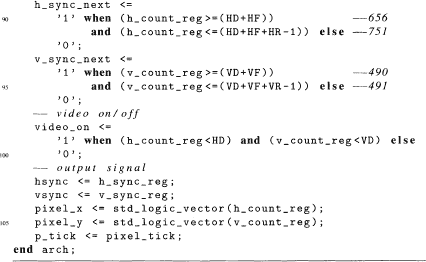 h_sync_next <=
90 '1' when (h_count_reg>=(HD+HF)) —656
and (h_count_reg<=(HD+HF+HR-1)) else —751
'0';
v_sync_next <=
'1' when (v_count_reg>=(VD+VF)) —490
95 and (v_count_reg<=(VD+VF+VR-1)) else —491
'0';
— video on/off
video_on <=
'1' when (h_count_reg<HD) and (v_count_reg<VD) else
100 '0';
— output signal
hsync <= h_sync_reg;
vsync <= v_sync_reg;
pixel_x <= std_logic_vector(h_count_reg);
105 pixel_y <= std_logic_vector(v_count_reg);
p_tick <= pixel_tick;
end arch;